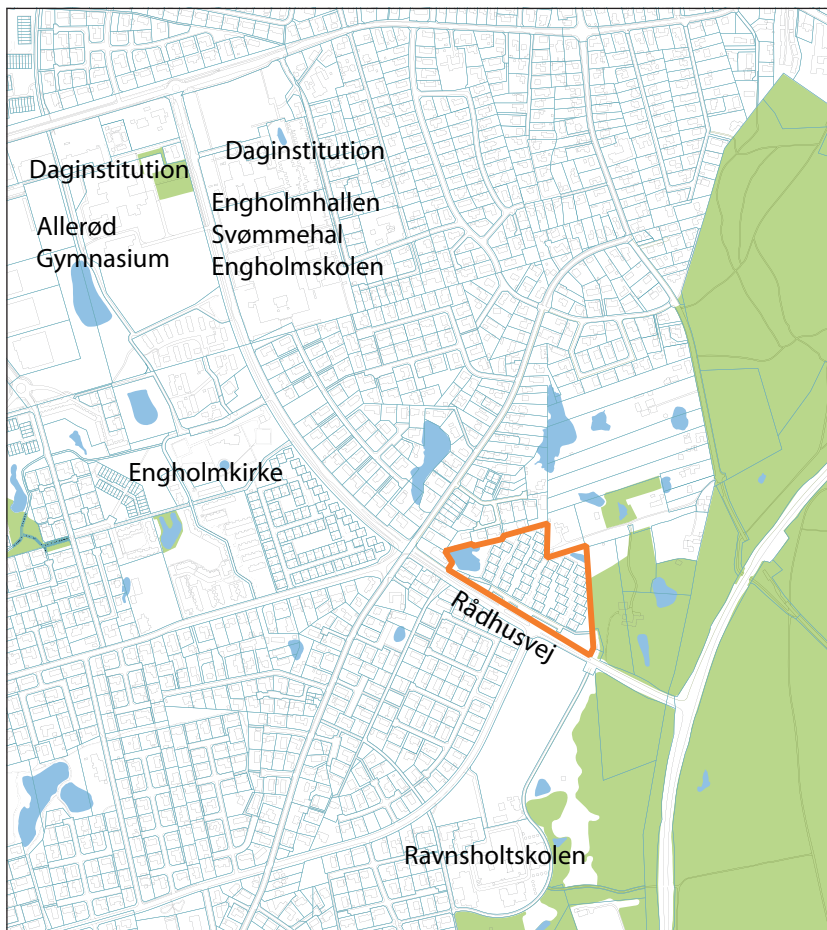 Daginstitution
Daginstitution
Allerød
Gymnasium
Engholmhallen
Svømmehal
Engholmskolen
Engholmkirke
Rådhusvej
Ravnsholtskolen